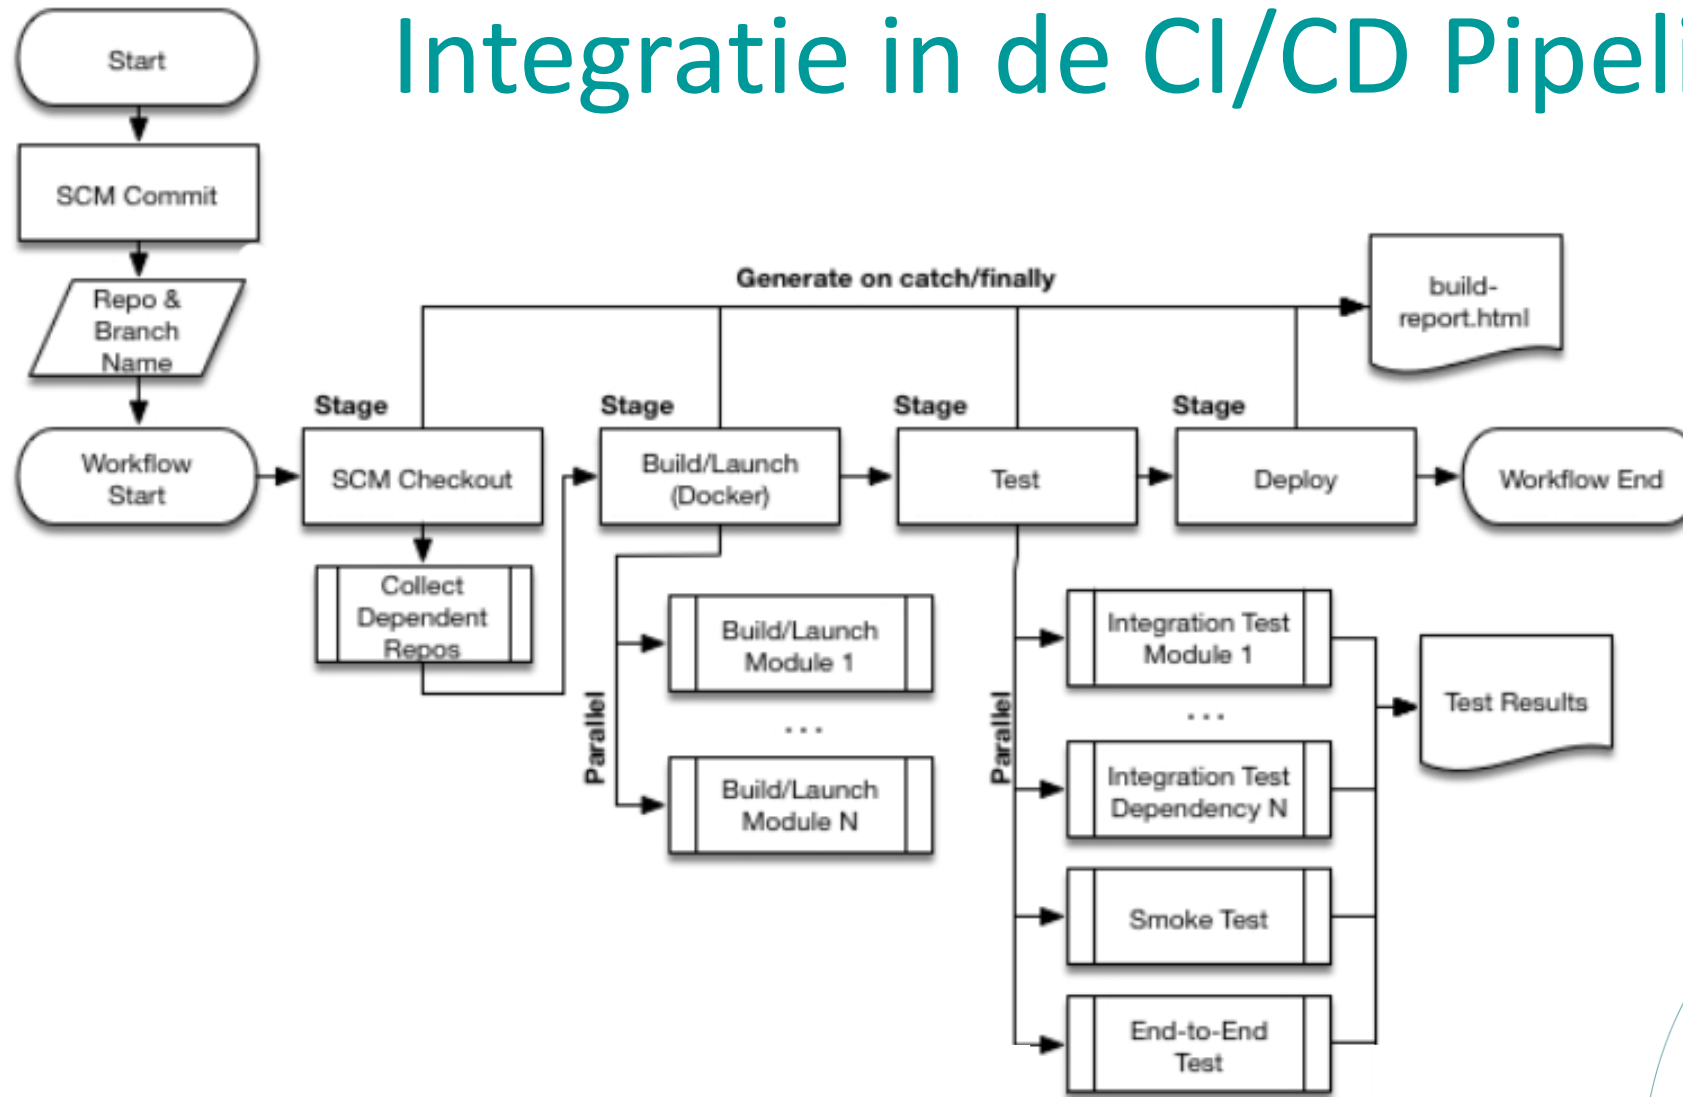 Integratie in de CI/CD
Start
SCM Commit
Repo &
Branch
Name
Workflow
Start
Generate on catch/finally
build-
report.html
Stage
SCM Checkout
Collect
Dependent
Repos
Stage
Build/Launch
(Docker)
Parallel
Build/Launch
Module 1
...
Build/Launch
Module N
Stage
Test
Parallel
Integration Test
Module 1
...
Integration Test
Dependency N
Smoke Test
End-to-End
Test
Test Results
Stage
Deploy
Workflow End